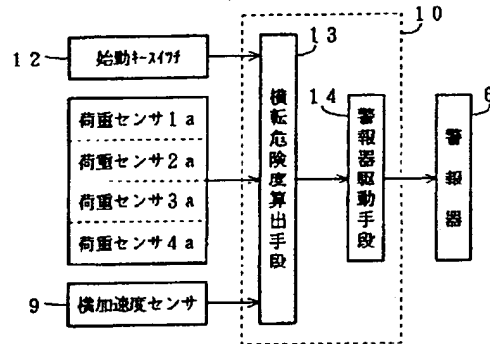 10
12
始動ｷｰｽｲｯﾁ
13
横転危険度算出手段
14
警報器駆動手段
6
警報器
荷重センサ1a
荷重センサ2a
荷重センサ3a
荷重センサ4a
9
横加速度センサ